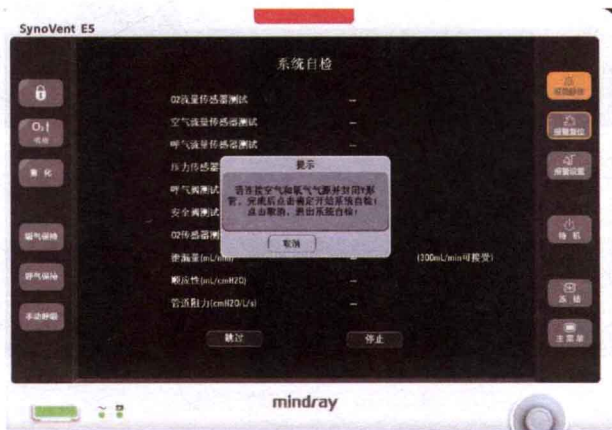 SynoVent E5
系统自检
O2流量传感器测试 --
空气流量传感器测试 --
呼气流量传感器测试 --
压力传感器
呼气阀测试
安全阀测试
O2传感器测
提示
请连接空气和氧气气源并封闭Y形
管，完成后点击确定开始系统自检！
点击取消，退出系统自检！
取消
泄漏量(mL/min) (300mL/min可接受)
顺应性(mL/cmH2O) --
管道阻力(cmH2O/L/s) --
跳过
停止
O2↑
雾化
吸气保持
呼气保持
手动呼吸
报警静音
报警复位
报警设置
待机
冻结
主菜单
mindray